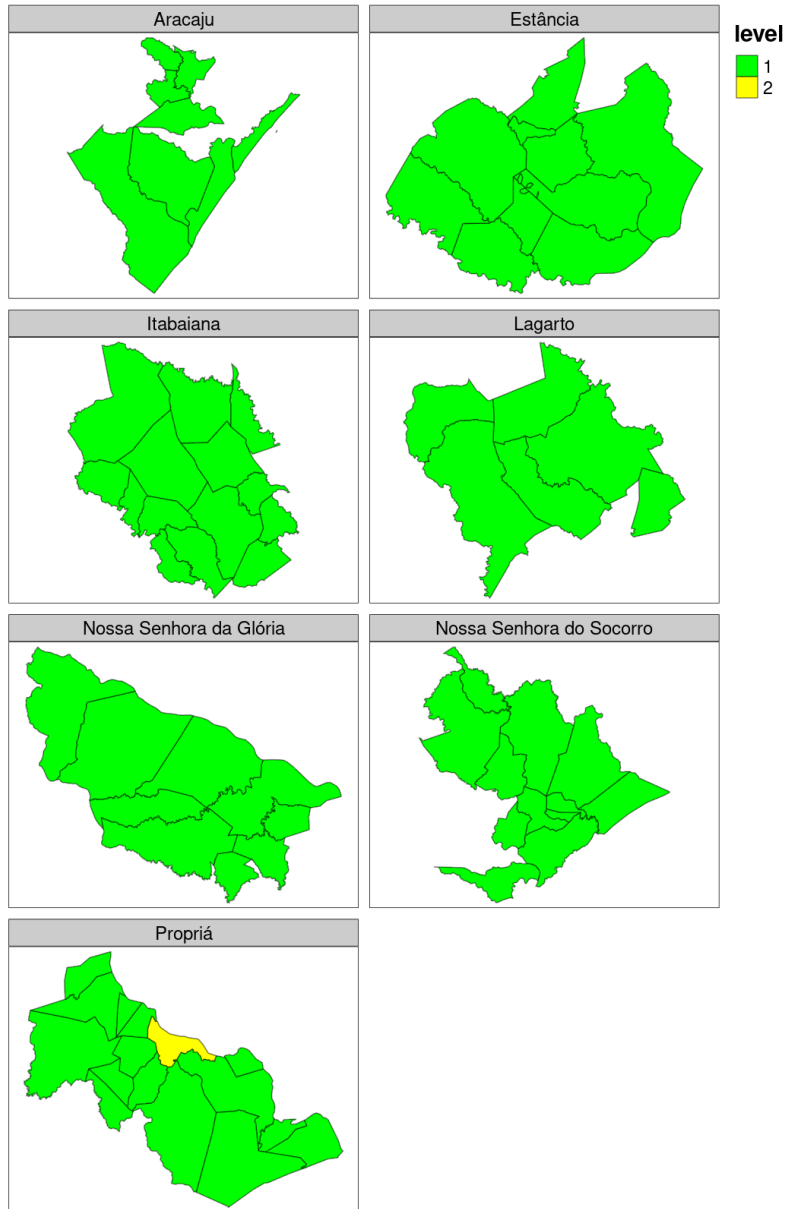 Aracaju
Estância
level
1
2
Itabaiana
Lagarto
Nossa Senhora da Glória
Nossa Senhora do Socorro
Propriá